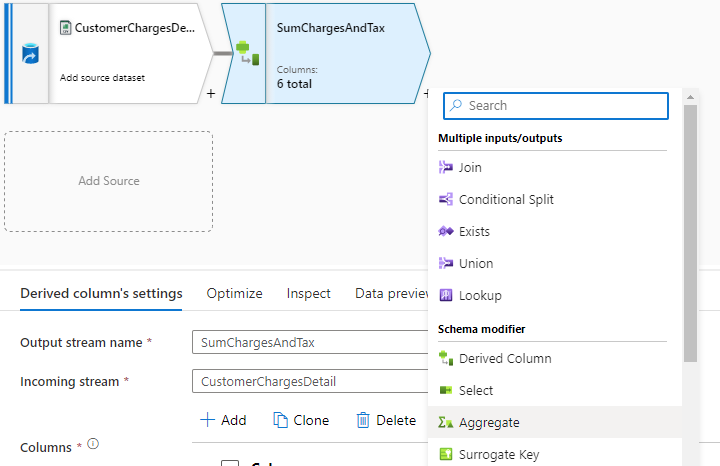 CustomerChargesDe...
Add source dataset
+
SumChargesAndTax
Columns:
6 total
+
Add Source
Search
Multiple inputs/outputs
Join
Conditional Split
Exists
Union
Lookup
Schema modifier
Derived Column
Select
Aggregate
Surrogate Key
Derived column's settings Optimize Inspect Data preview
Output stream name * SumChargesAndTax
Incoming stream * CustomerChargesDetail
+ Add Clone Delete
Columns *